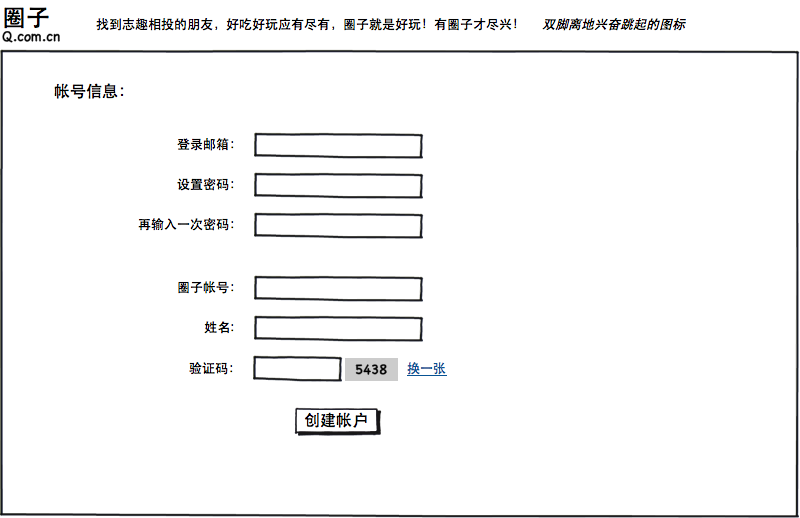 圈子
Q.com.cn
找到志趣相投的朋友，好吃好玩应有尽有，圈子就是好玩！有圈子才尽兴！ 双脚离地兴奋跳起的图标
帐号信息：
登录邮箱：
设置密码：
再输入一次密码：
圈子帐号：
姓名：
验证码： 5438 换一张
创建帐户